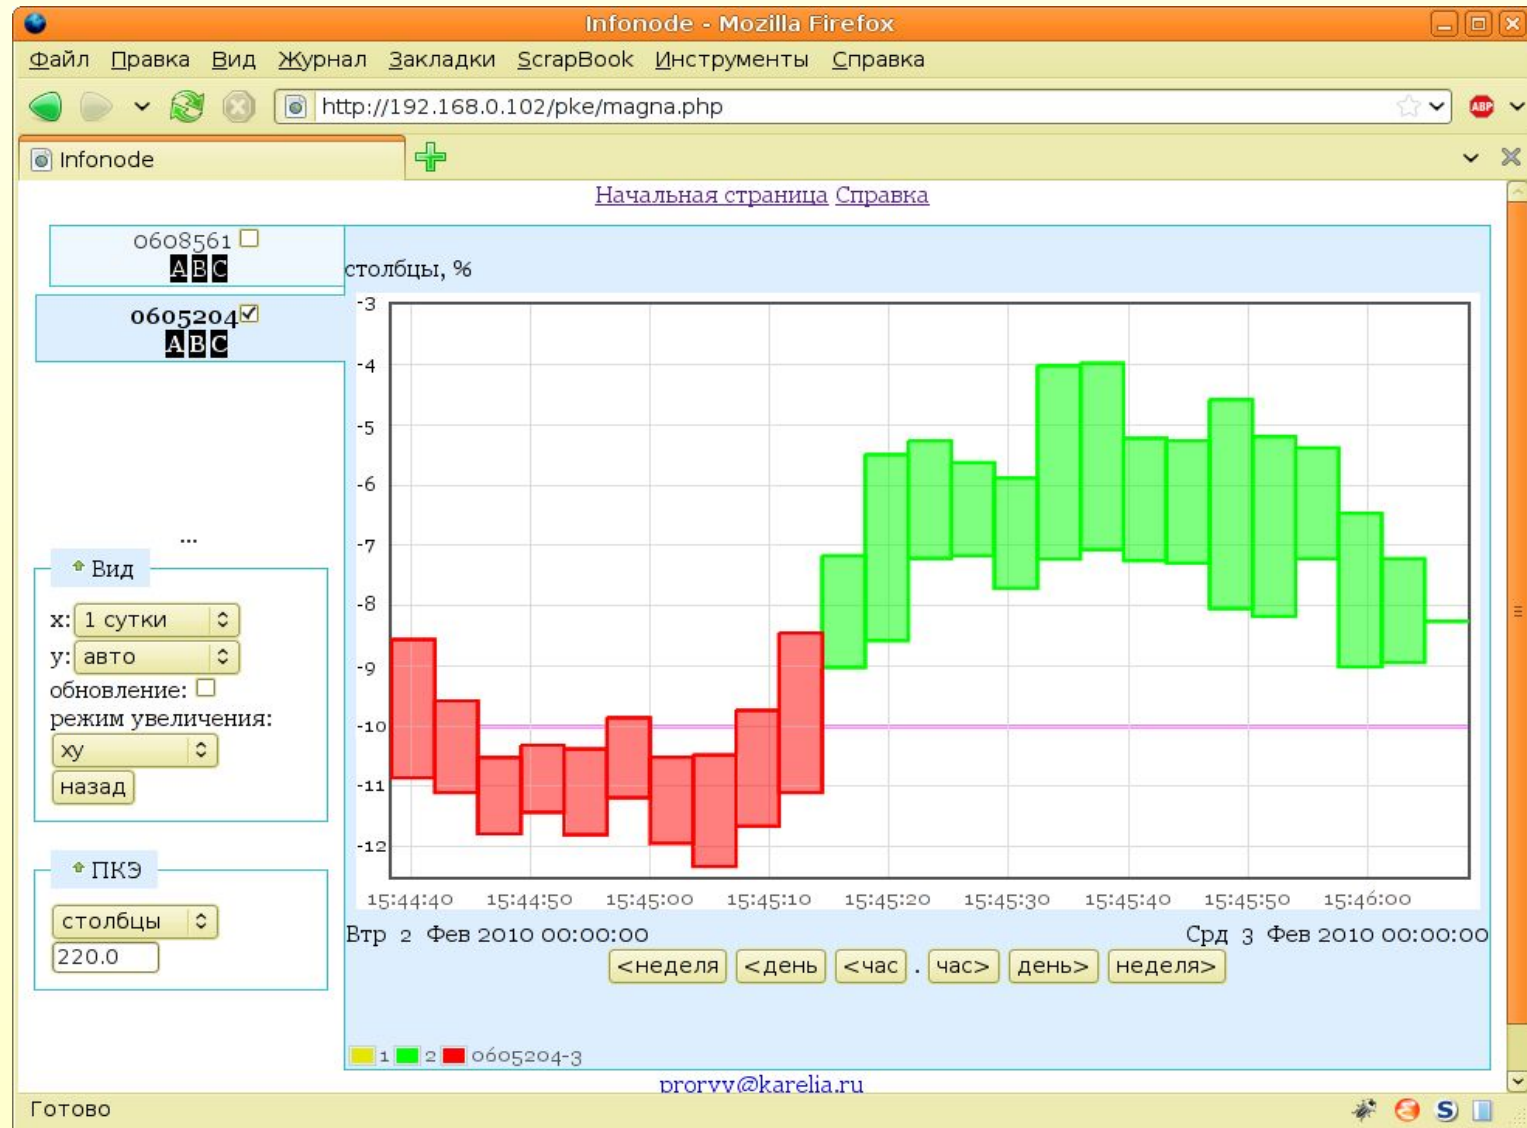 Infonode - Mozilla Firefox
Файл Правка Вид Журнал Закладки ScrapBook Инструменты Справка
http://192.168.0.102/pke/magna.php
ABP
Infonode
Начальная страница Справка
0608561
A B C
0605204
A B C
...
Вид
x: 1 сутки
y: авто
обновление:
режим увеличения:
xy
назад
ПКЭ
столбцы
220.0
столбцы, %
-3
-4
-5
-6
-7
-8
-9
-10
-11
-12
15:44:40 15:44:50 15:45:00 15:45:10 15:45:20 15:45:30 15:45:40 15:45:50 15:46:00
Втр 2 Фев 2010 00:00:00 Срд 3 Фев 2010 00:00:00
<неделя <день <час . час> день> неделя>
1 2 0605204-3
prorvv@karelia.ru
Готово
S